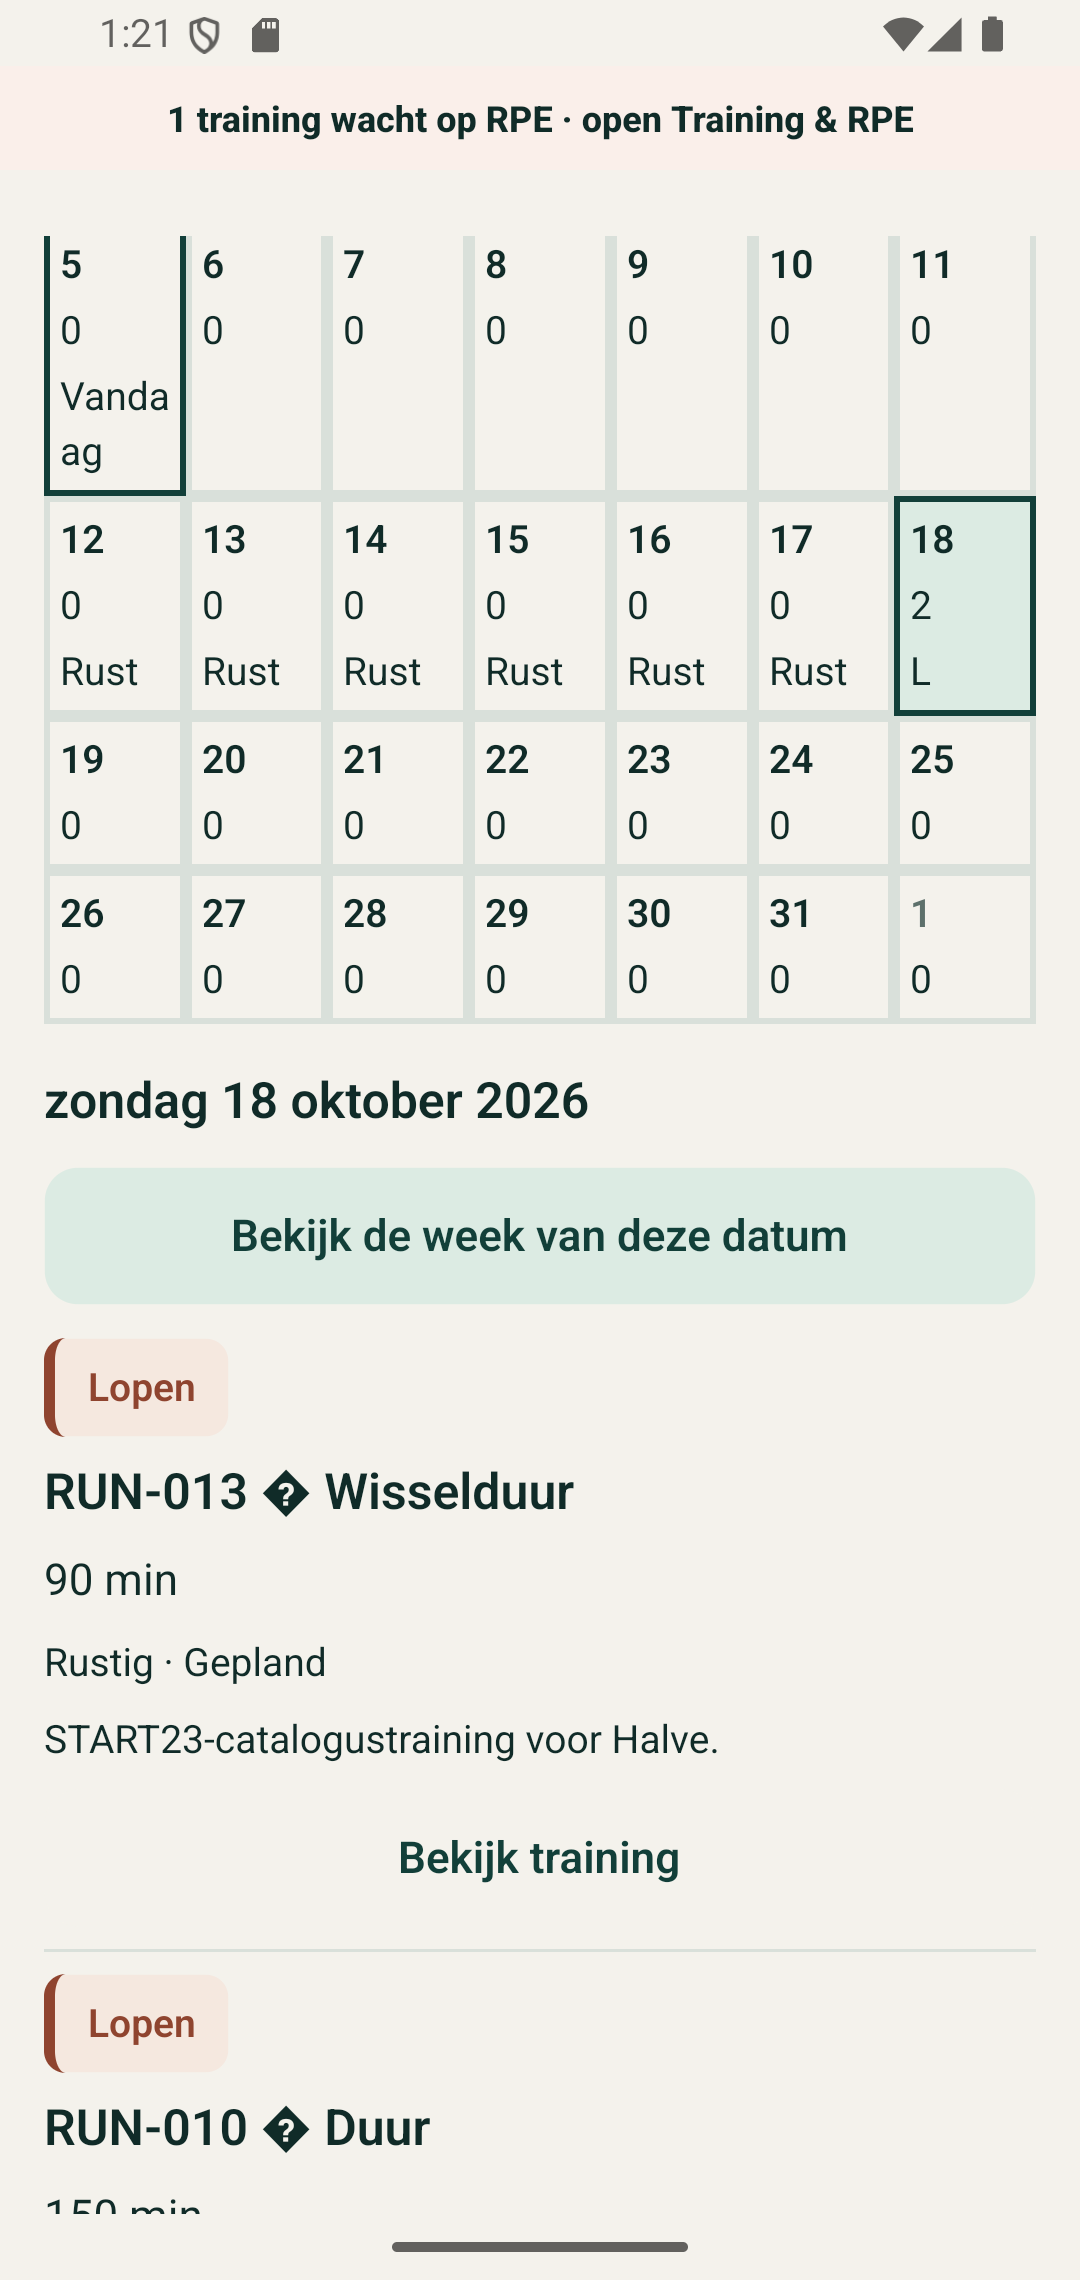 1:21
1 training wacht op RPE · open Training & RPE
5 6 7 8 9 10 11
0 0 0 0 0 0 0
Vanda
ag
12 13 14 15 16 17 18
0 0 0 0 0 0 2
Rust Rust Rust Rust Rust Rust L
19 20 21 22 23 24 25
0 0 0 0 0 0 0
26 27 28 29 30 31 1
0 0 0 0 0 0 0
zondag 18 oktober 2026
Bekijk de week van deze datum
Lopen
RUN-013 � Wisselduur
90 min
Rustig · Gepland
START23-catalogustraining voor Halve.
Bekijk training
Lopen
RUN-010 � Duur
150 min